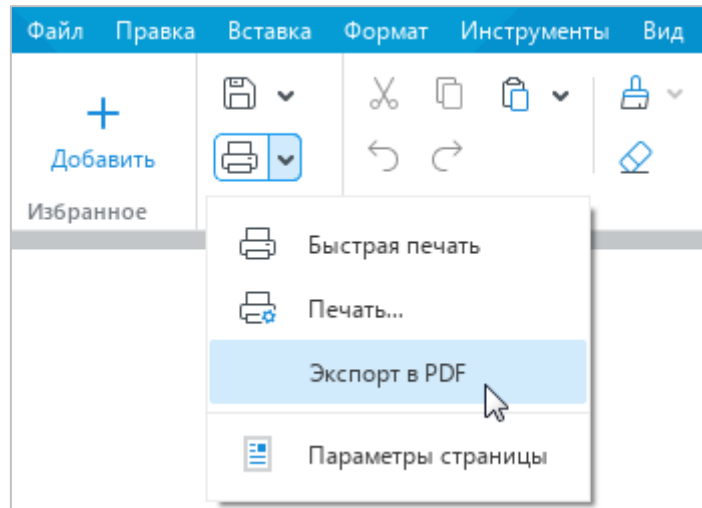 Файл Правка Вставка Формат Инструменты Вид
Добавить
Избранное
Быстрая печать
Печать...
Экспорт в PDF
Параметры страницы